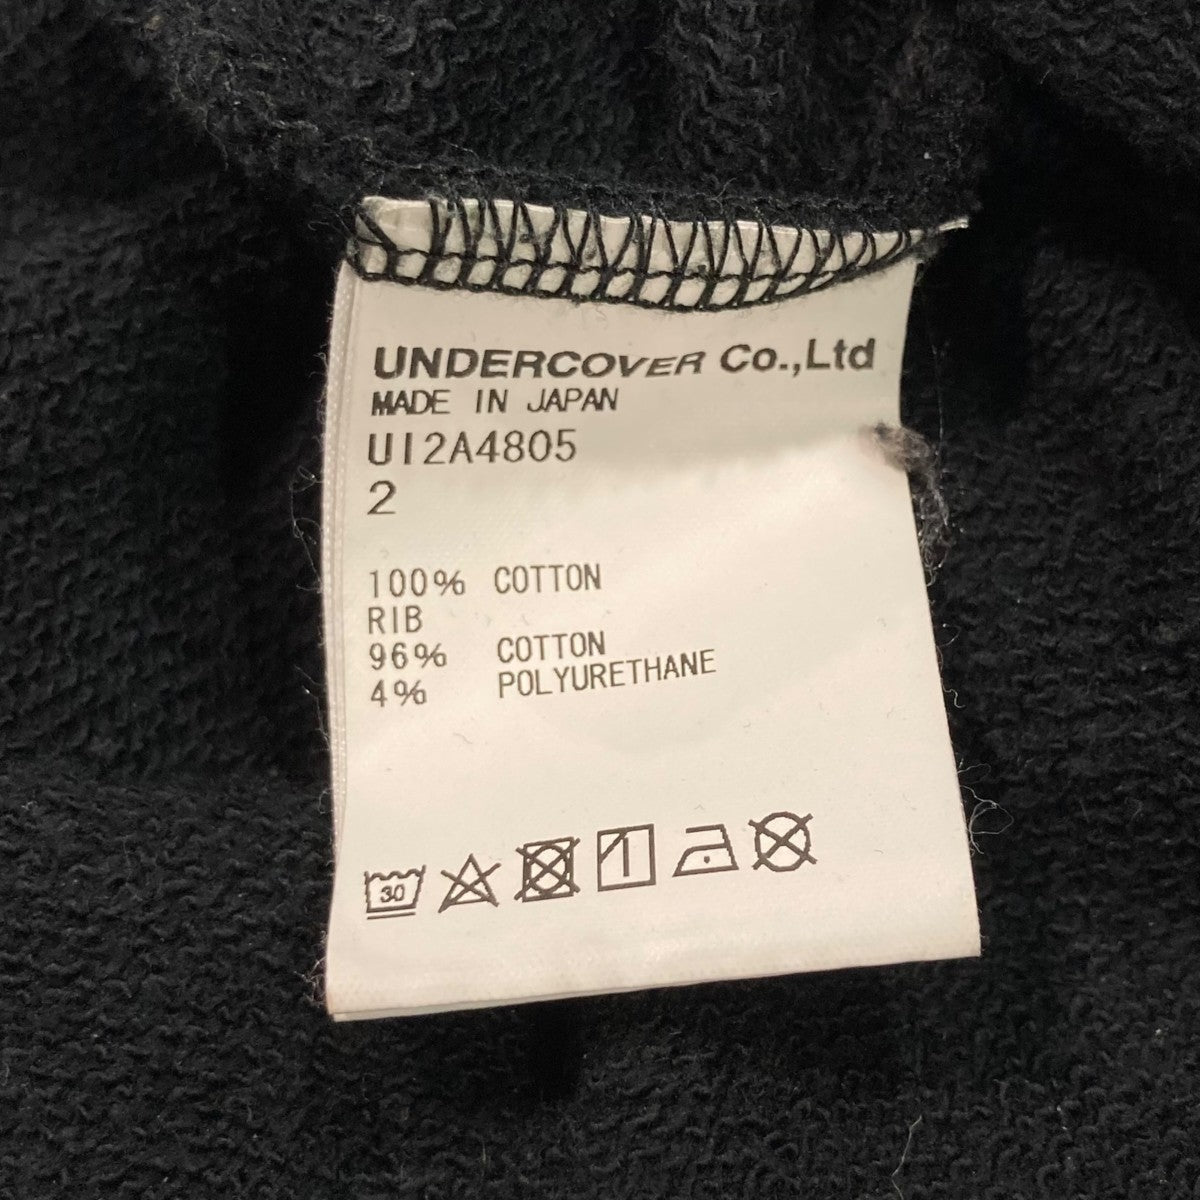 UNDERCOVER Co.,Ltd
MADE IN JAPAN
UI2A4805
2
100% COTTON
RIB
96% COTTON
4% POLYURETHANE
30